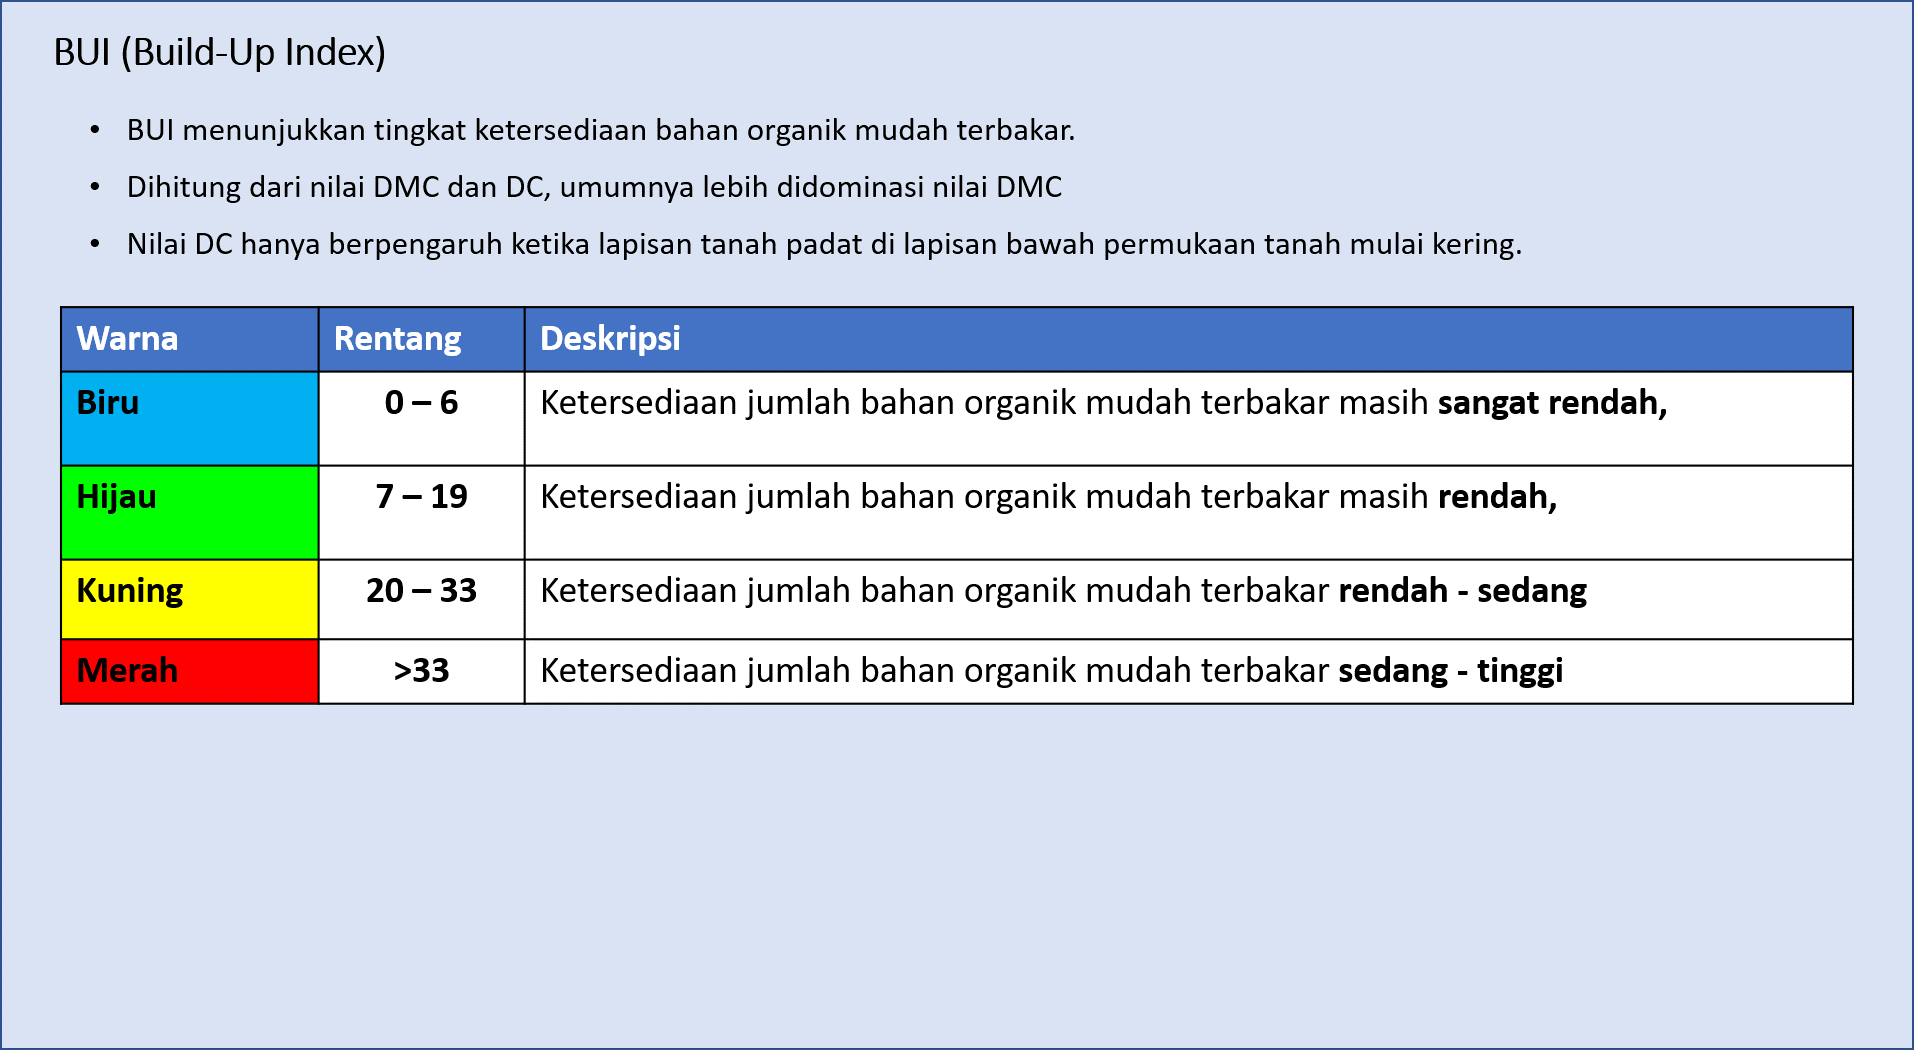 BUI (Build-Up Index)
• BUI menunjukkan tingkat ketersediaan bahan organik mudah terbakar.
• Dihitung dari nilai DMC dan DC, umumnya lebih didominasi nilai DMC
• Nilai DC hanya berpengaruh ketika lapisan tanah padat di lapisan bawah permukaan tanah mulai kering.
Warna Rentang Deskripsi
Biru 0 – 6 Ketersediaan jumlah bahan organik mudah terbakar masih sangat rendah,
Hijau 7 – 19 Ketersediaan jumlah bahan organik mudah terbakar masih rendah,
Kuning 20 – 33 Ketersediaan jumlah bahan organik mudah terbakar rendah - sedang
Merah >33 Ketersediaan jumlah bahan organik mudah terbakar sedang - tinggi